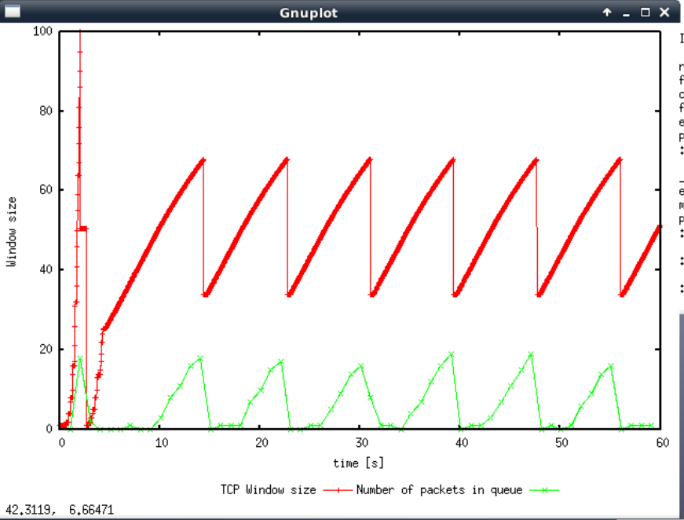 Gnuplot
100
80
60
40
20
0
Window size
0 10 20 30 40 50 60
time [s]
TCP Window size Number of packets in queue
42.3119, 6.66471